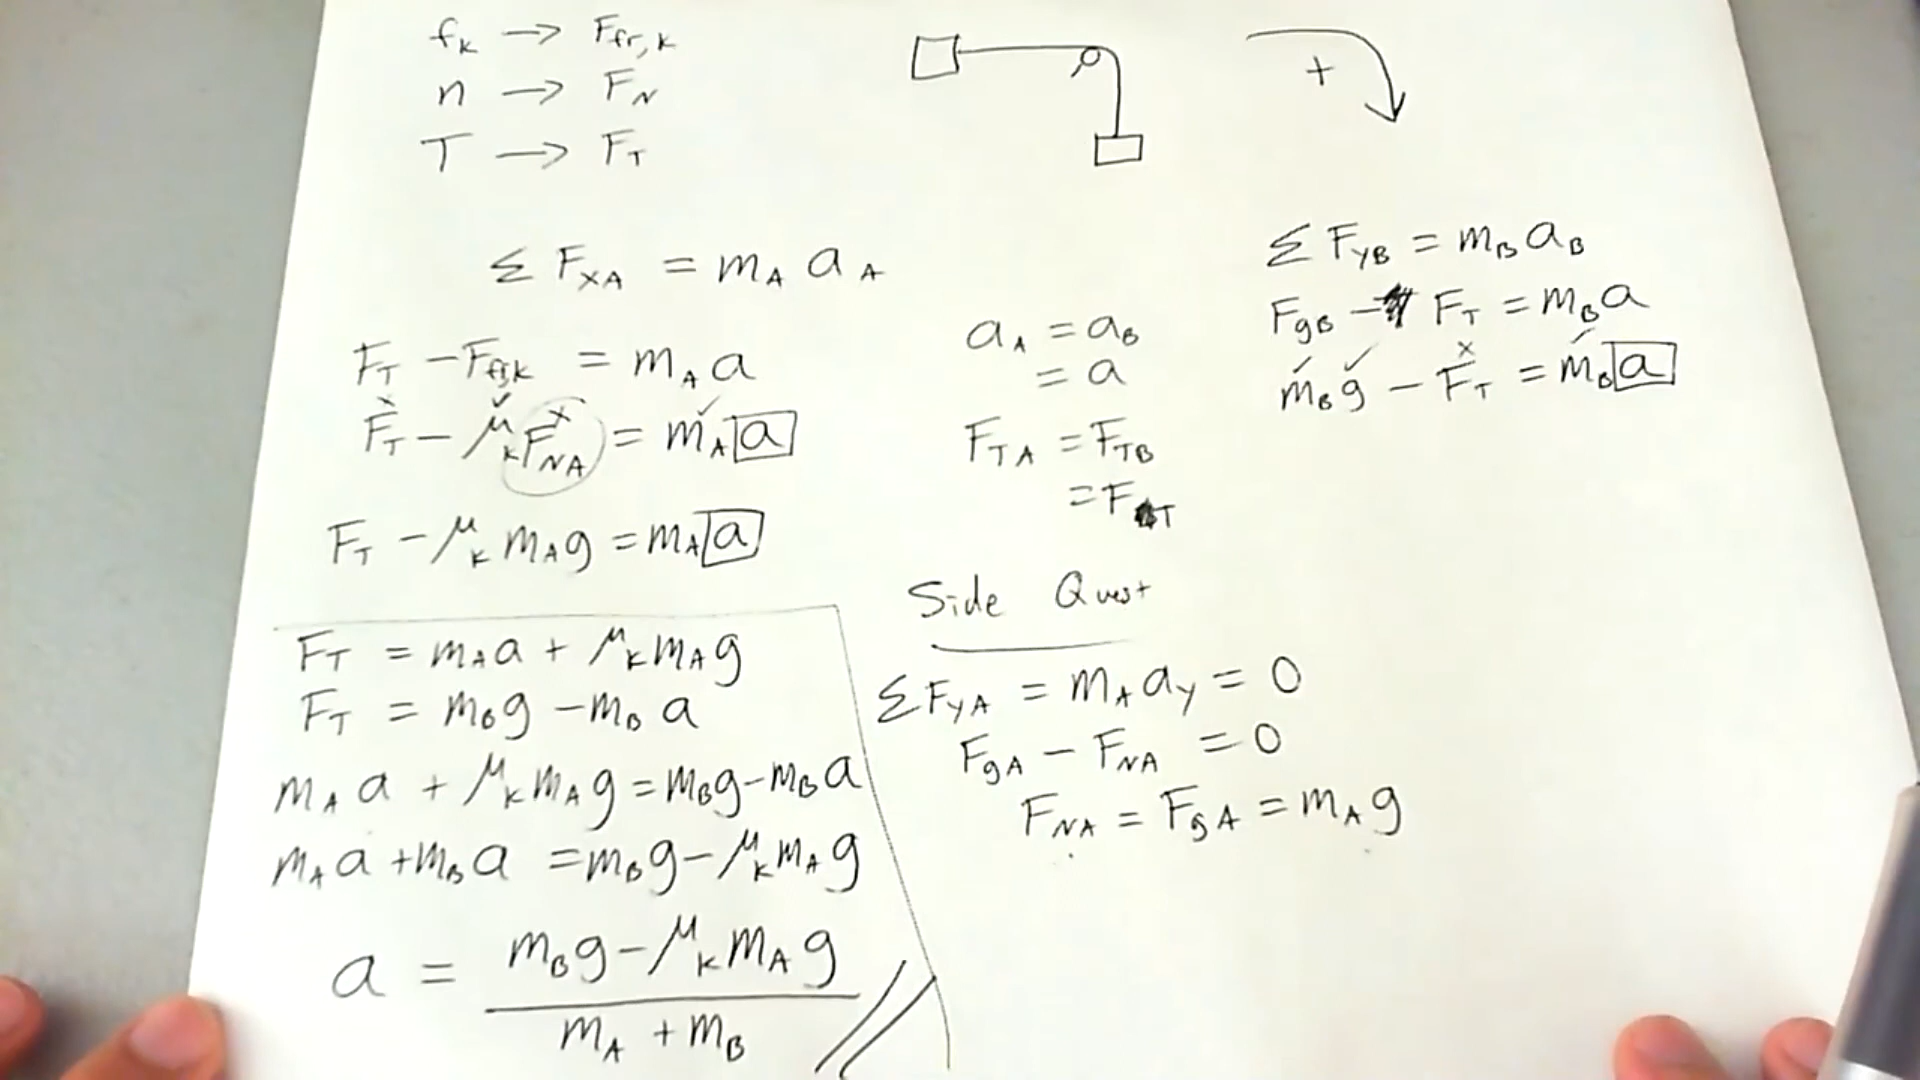 f_k → F_fr,k
n → F_N
T → F_T
+
Σ F_xA = m_A a_A
F_T - F_fr,k = m_A a
F_T - μ_k F_NA = m_A a
F_T - μ_k m_A g = m_A a
F_T = m_A a + μ_k m_A g
F_T = m_B g - m_B a
m_A a + μ_k m_A g = m_B g - m_B a
m_A a + m_B a = m_B g - μ_k m_A g
a = (m_B g - μ_k m_A g) / (m_A + m_B)
a_A = a_B
= a
F_TA = F_TB
= F_T
Side Quest
Σ F_yA = m_A a_y = 0
F_gA - F_NA = 0
F_NA = F_gA = m_A g
Σ F_yB = m_B a_B
F_gB - F_T = m_B a
m_B g - F_T = m_B a